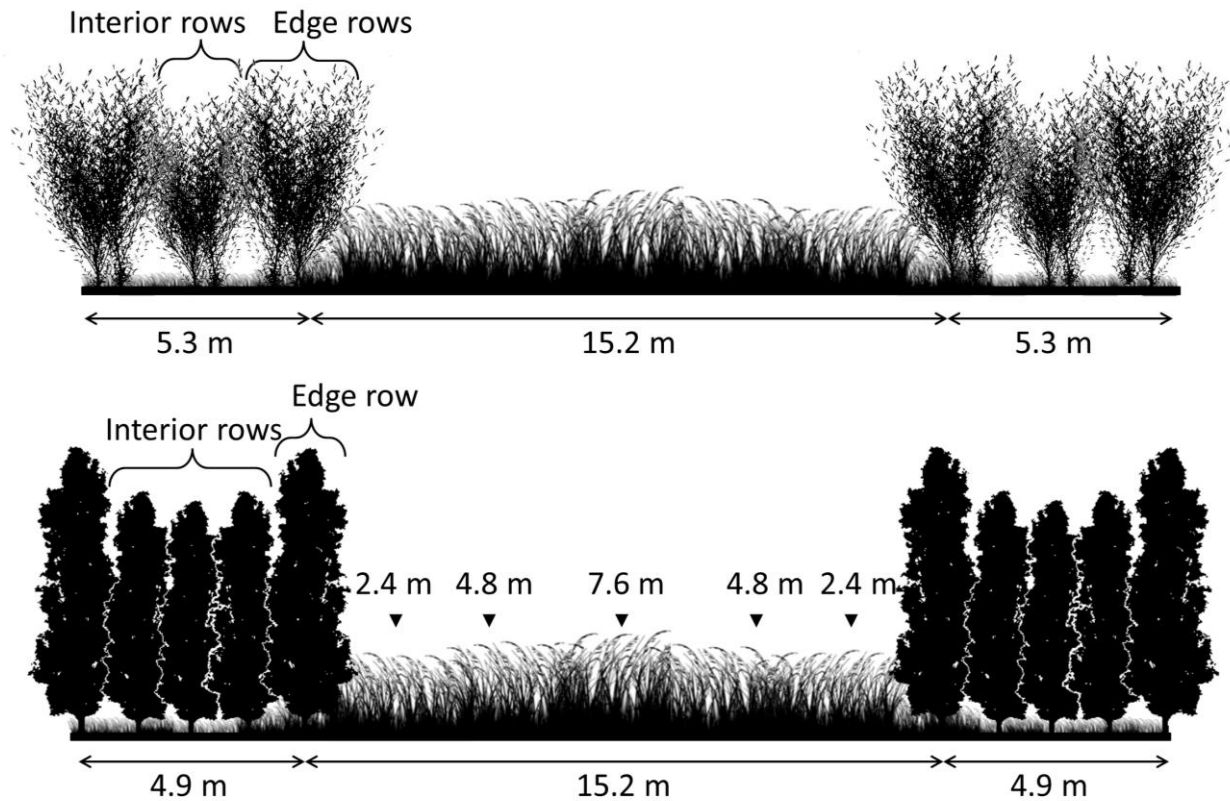 Interior rows Edge rows
5.3 m 15.2 m 5.3 m
Edge row
Interior rows
2.4 m 4.8 m 7.6 m 4.8 m 2.4 m
4.9 m 15.2 m 4.9 m